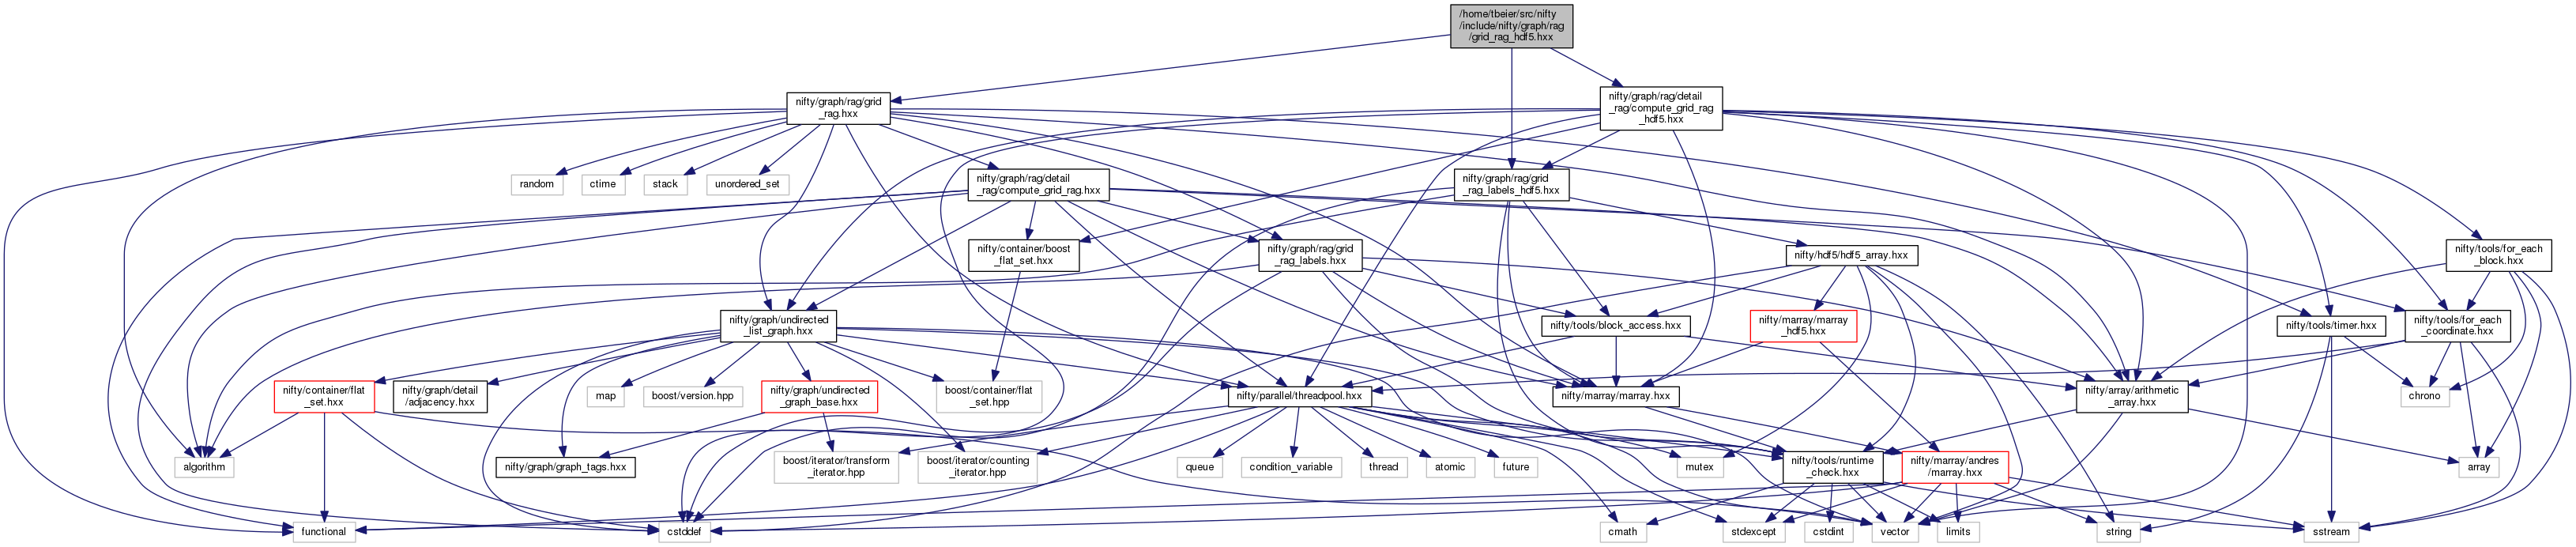 /home/tbeier/src/nifty
/include/nifty/graph/rag
/grid_rag_hdf5.hxx
nifty/graph/rag/grid
_rag.hxx
nifty/graph/rag/detail
_rag/compute_grid_rag
_hdf5.hxx
random
ctime
stack
unordered_set
nifty/graph/rag/detail
_rag/compute_grid_rag.hxx
nifty/graph/rag/grid
_rag_labels_hdf5.hxx
nifty/container/boost
_flat_set.hxx
nifty/graph/rag/grid
_rag_labels.hxx
nifty/hdf5/hdf5_array.hxx
nifty/tools/for_each
_block.hxx
nifty/graph/undirected
_list_graph.hxx
nifty/tools/block_access.hxx
nifty/marray/marray
_hdf5.hxx
nifty/tools/timer.hxx
nifty/tools/for_each
_coordinate.hxx
nifty/container/flat
_set.hxx
nifty/graph/detail
/adjacency.hxx
map
boost/version.hpp
nifty/graph/undirected
_graph_base.hxx
boost/container/flat
_set.hpp
nifty/parallel/threadpool.hxx
nifty/marray/marray.hxx
nifty/array/arithmetic
_array.hxx
chrono
algorithm
nifty/graph/graph_tags.hxx
boost/iterator/transform
_iterator.hpp
boost/iterator/counting
_iterator.hpp
queue
condition_variable
thread
atomic
future
mutex
nifty/tools/runtime
_check.hxx
nifty/marray/andres
/marray.hxx
array
functional
cstddef
cmath
stdexcept
cstdint
vector
limits
string
sstream